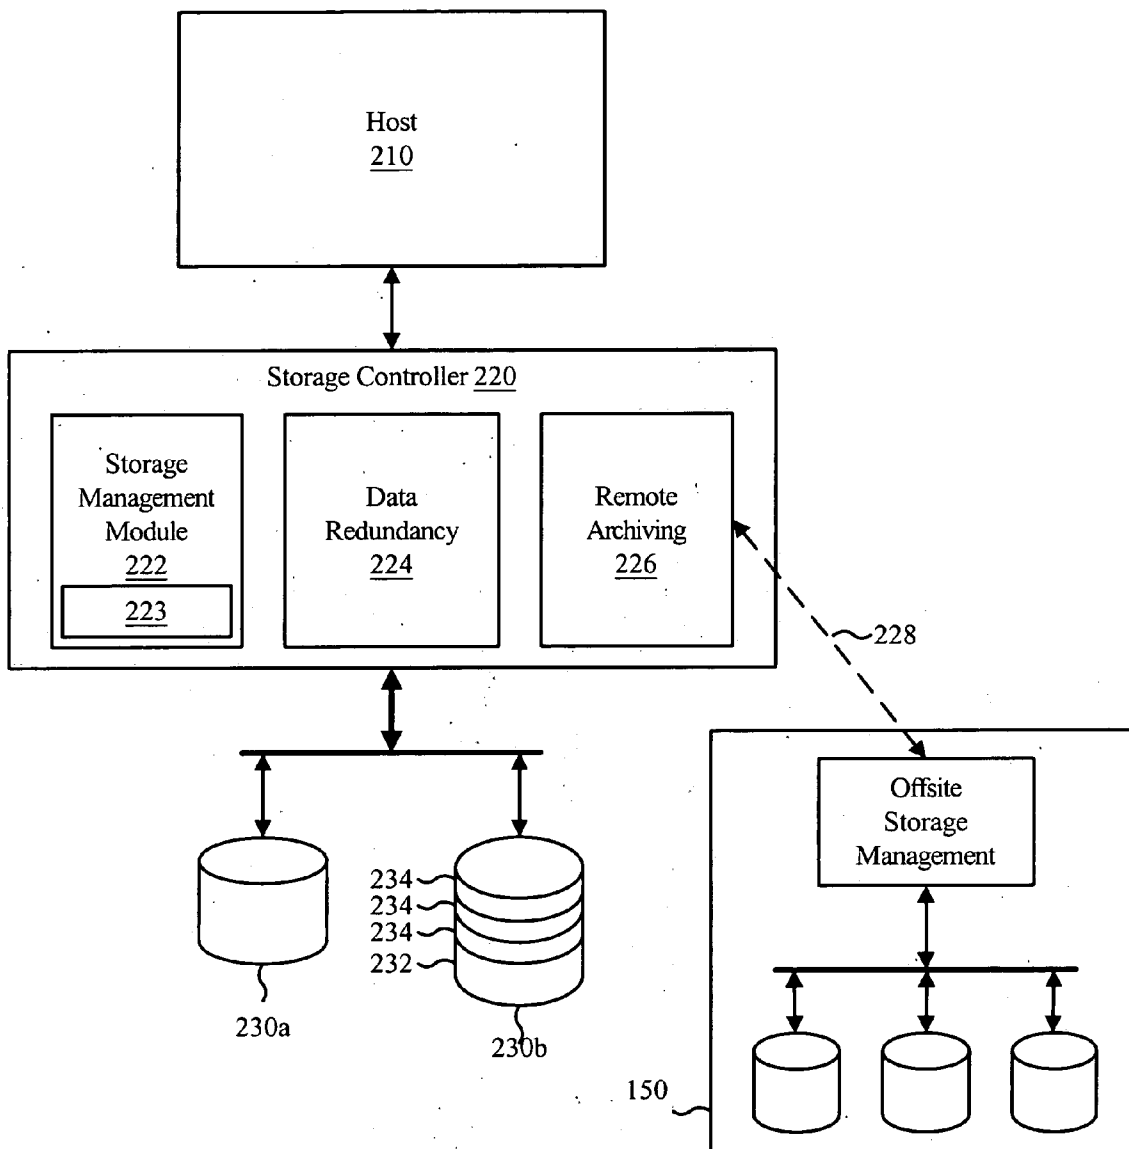 Host
210
Storage Controller 220
Storage
Management
Module
222
223
Data
Redundancy
224
Remote
Archiving
226
228
Offsite
Storage
Management
234
234
234
232
230a
230b
150